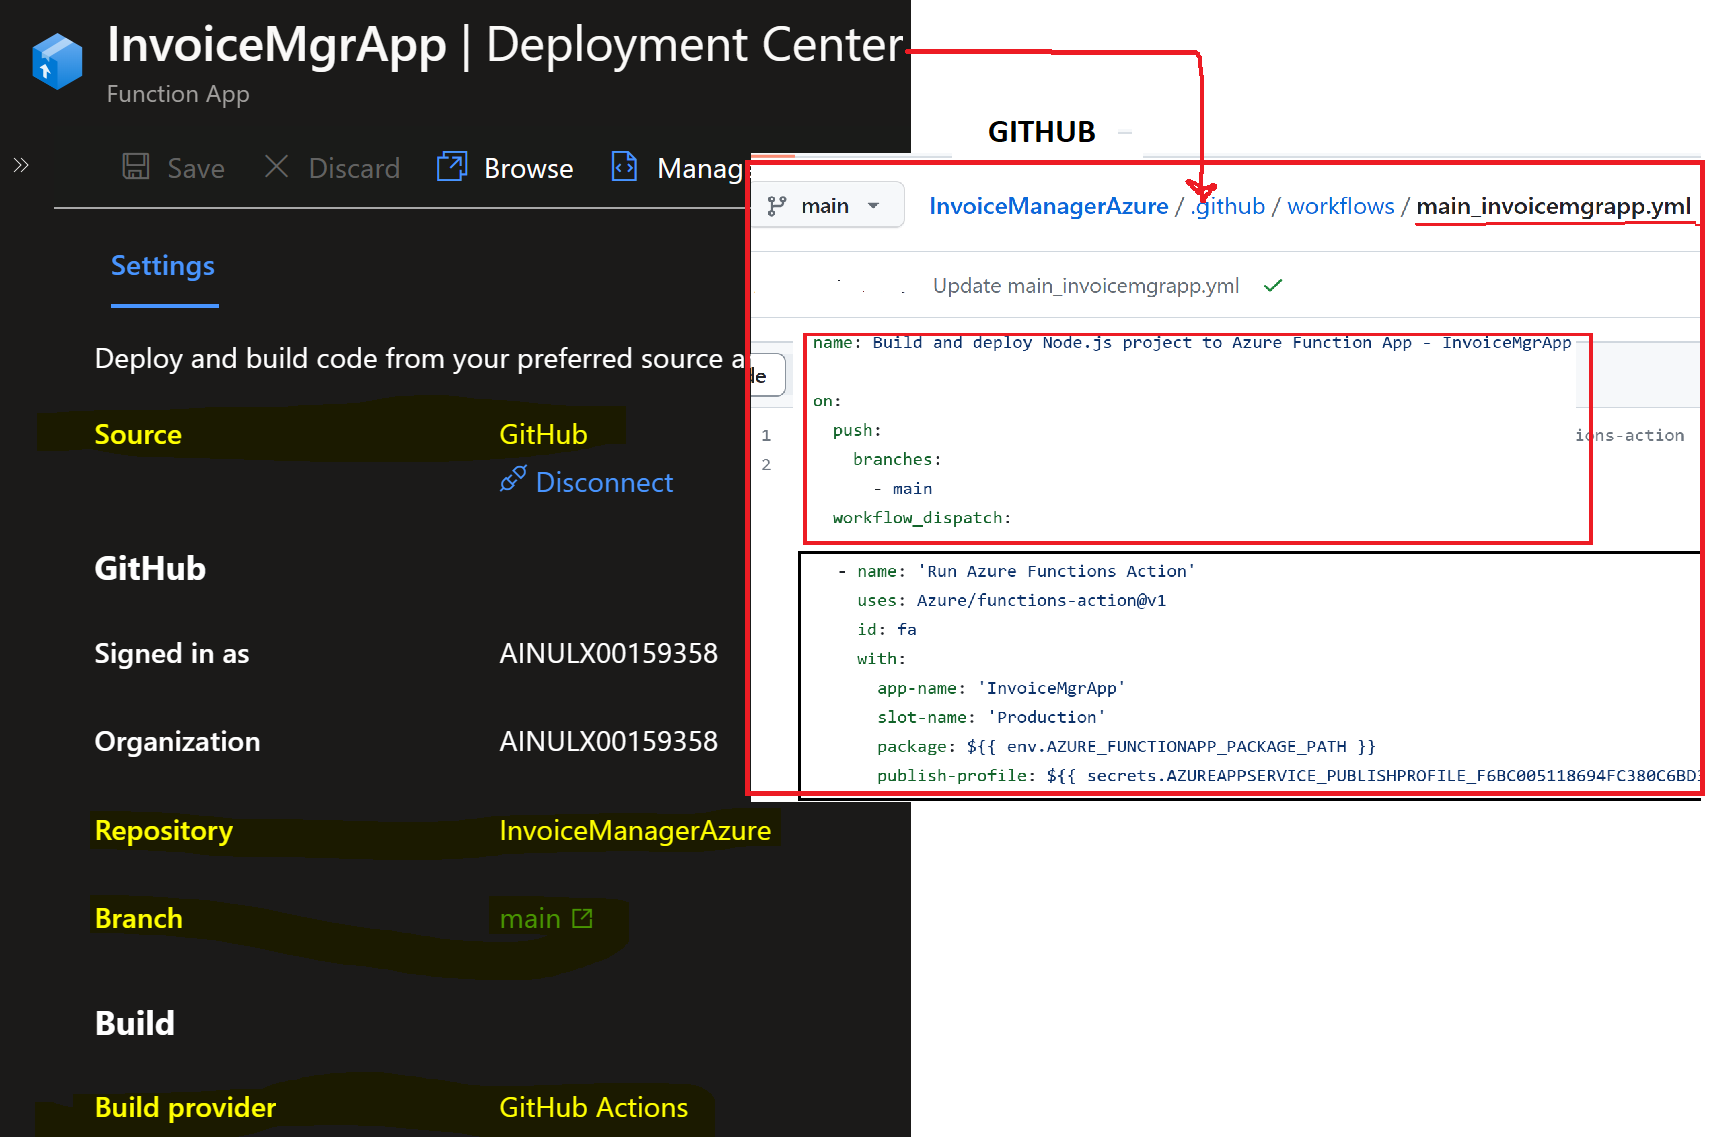 InvoiceMgrApp | Deployment Center
Function App
Save
Discard
Browse
Manag
Settings
Deploy and build code from your preferred source a
Source GitHub
Disconnect
GitHub
Signed in as AINULX00159358
Organization AINULX00159358
Repository InvoiceManagerAzure
Branch main
Build
Build provider GitHub Actions
GITHUB
main
InvoiceManagerAzure / .github / workflows / main_invoicemgrapp.yml
Update main_invoicemgrapp.yml
de
name: Build and deploy Node.js project to Azure Function App - InvoiceMgrApp
on:
1
ions-action
push:
2
branches:
- main
workflow_dispatch:
- name: 'Run Azure Functions Action'
uses: Azure/functions-action@v1
id: fa
with:
app-name: 'InvoiceMgrApp'
slot-name: 'Production'
package: ${{ env.AZURE_FUNCTIONAPP_PACKAGE_PATH }}
publish-profile: ${{ secrets.AZUREAPPSERVICE_PUBLISHPROFILE_F6BC005118694FC380C6BD